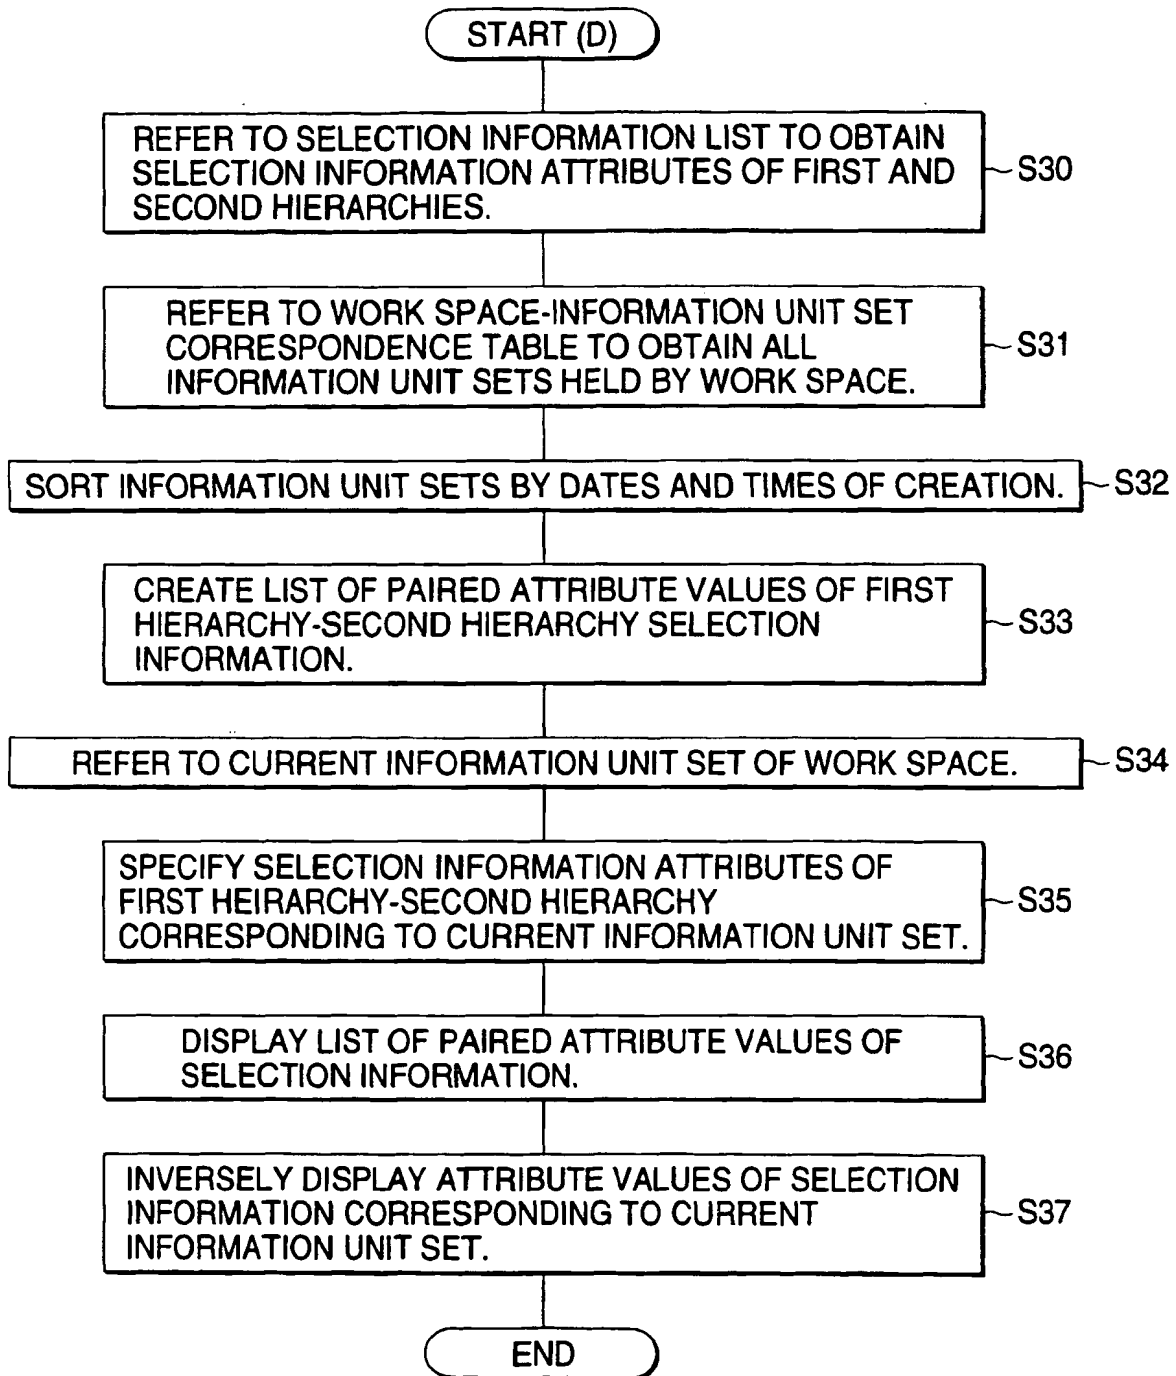 START (D)
REFER TO SELECTION INFORMATION LIST TO OBTAIN
SELECTION INFORMATION ATTRIBUTES OF FIRST AND
SECOND HIERARCHIES.
S30
REFER TO WORK SPACE-INFORMATION UNIT SET
CORRESPONDENCE TABLE TO OBTAIN ALL
INFORMATION UNIT SETS HELD BY WORK SPACE.
S31
SORT INFORMATION UNIT SETS BY DATES AND TIMES OF CREATION.
S32
CREATE LIST OF PAIRED ATTRIBUTE VALUES OF FIRST
HIERARCHY-SECOND HIERARCHY SELECTION
INFORMATION.
S33
REFER TO CURRENT INFORMATION UNIT SET OF WORK SPACE.
S34
SPECIFY SELECTION INFORMATION ATTRIBUTES OF
FIRST HEIRARCHY-SECOND HIERARCHY
CORRESPONDING TO CURRENT INFORMATION UNIT SET.
S35
DISPLAY LIST OF PAIRED ATTRIBUTE VALUES OF
SELECTION INFORMATION.
S36
INVERSELY DISPLAY ATTRIBUTE VALUES OF SELECTION
INFORMATION CORRESPONDING TO CURRENT
INFORMATION UNIT SET.
S37
END